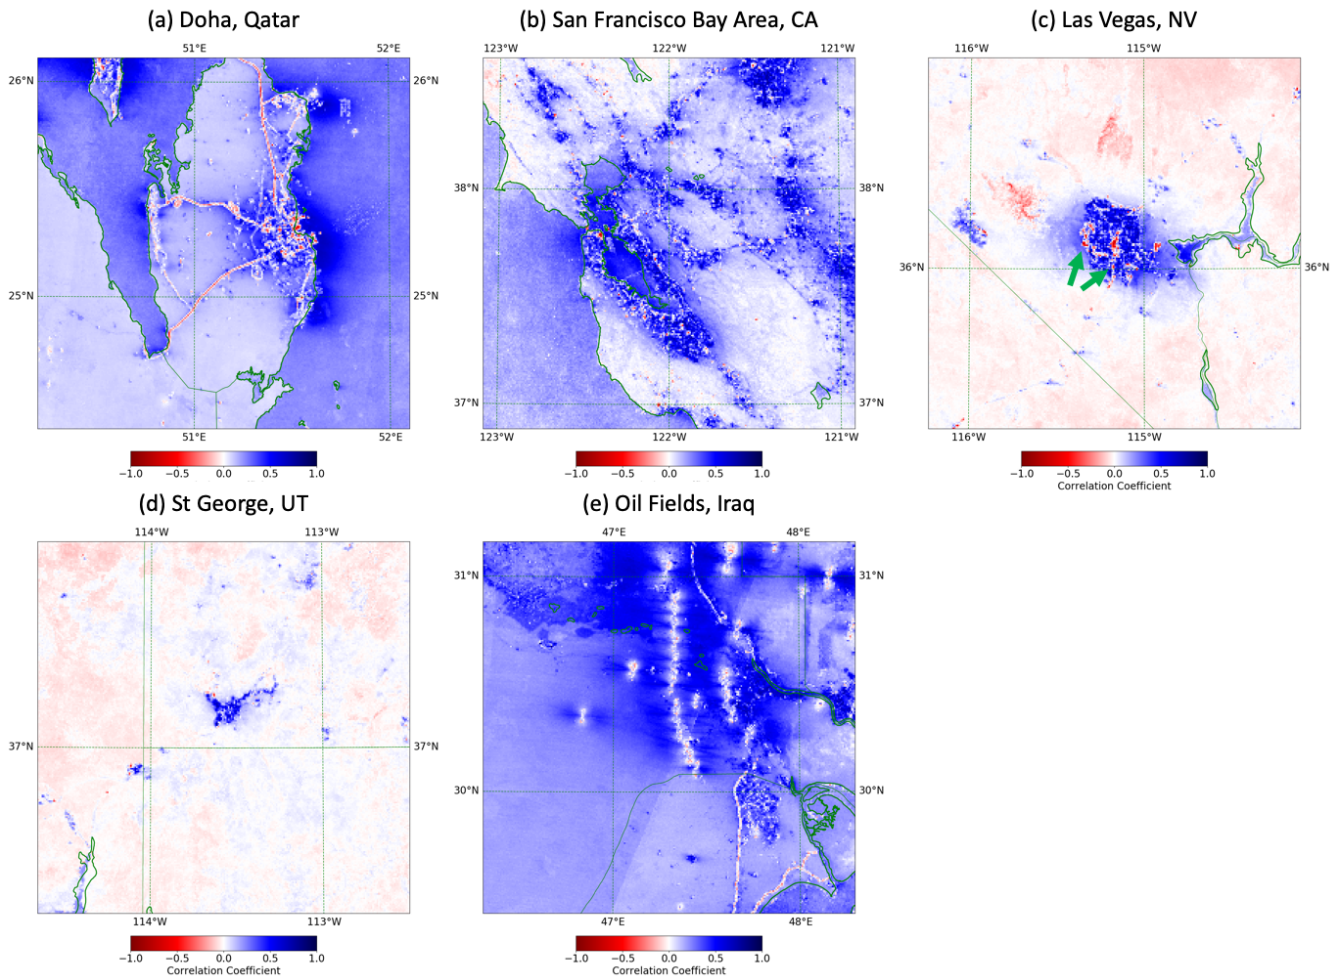 (a) Doha, Qatar
(b) San Francisco Bay Area, CA
(c) Las Vegas, NV
51°E 52°E
123°W 122°W 121°W
116°W 115°W
26°N 26°N
38°N 38°N
36°N 36°N
25°N 25°N
37°N 37°N
51°E 52°E
123°W 122°W 121°W
116°W 115°W
−1.0 −0.5 0.0 0.5 1.0
−1.0 −0.5 0.0 0.5 1.0
−1.0 −0.5 0.0 0.5 1.0
Correlation Coefficient
(d) St George, UT
(e) Oil Fields, Iraq
114°W 113°W
47°E 48°E
31°N 31°N
37°N 37°N
30°N 30°N
114°W 113°W
47°E 48°E
−1.0 −0.5 0.0 0.5 1.0
Correlation Coefficient
−1.0 −0.5 0.0 0.5 1.0
Correlation Coefficient